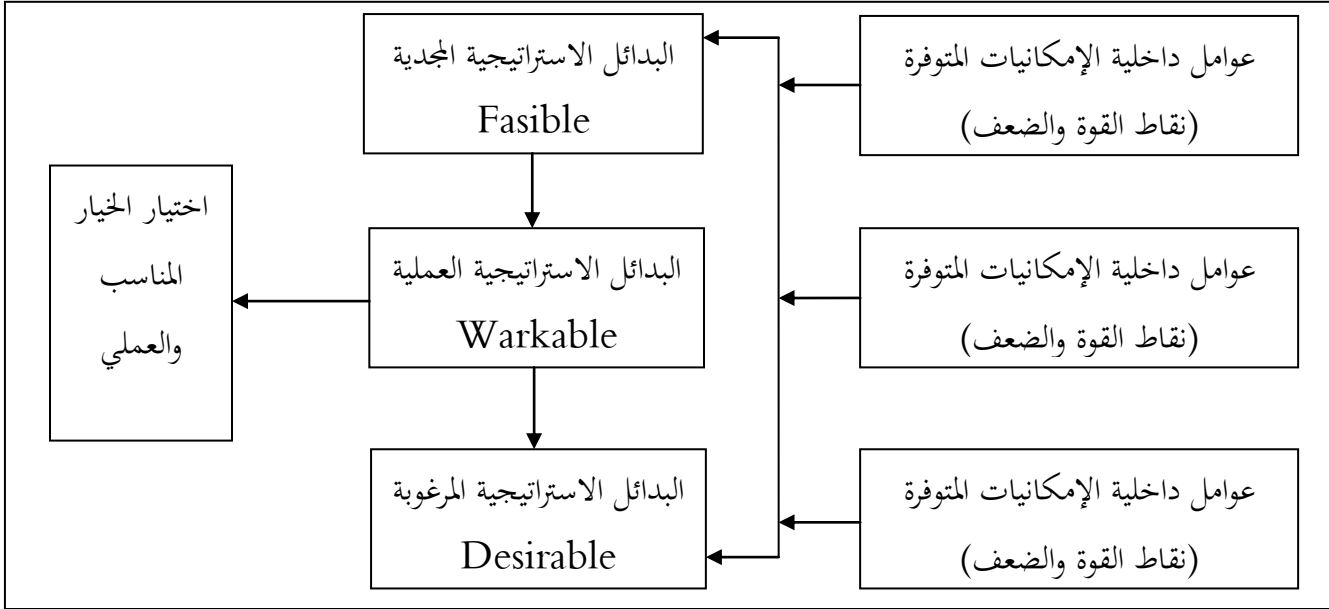 عوامل داخلية الإمكانيات المتوفرة
(نقاط القوة والضعف)
البدائل الاستراتيجية المجدية
Fasible
عوامل داخلية الإمكانيات المتوفرة
(نقاط القوة والضعف)
البدائل الاستراتيجية العملية
Warkable
اختيار الخيار
المناسب
والعملي
عوامل داخلية الإمكانيات المتوفرة
(نقاط القوة والضعف)
البدائل الاستراتيجية المرغوبة
Desirable